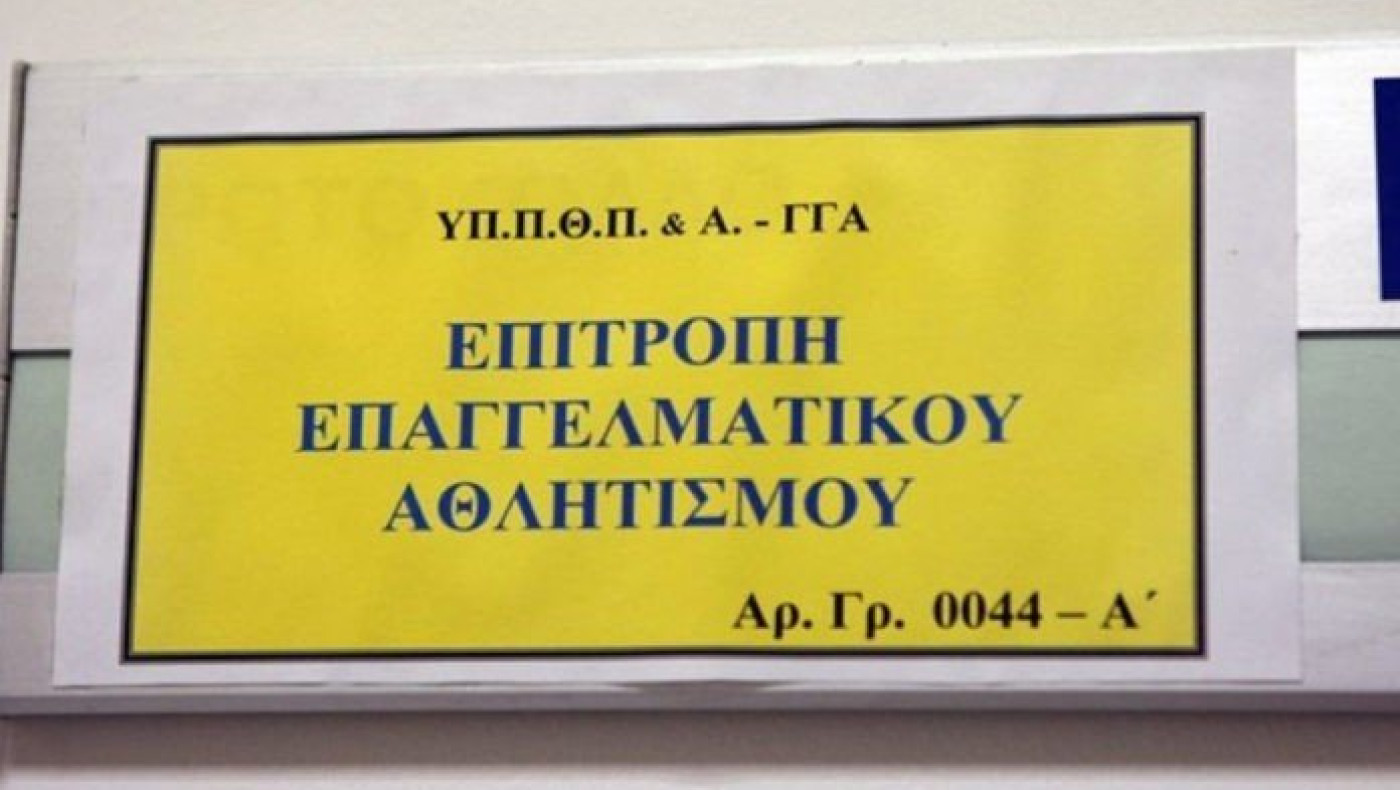 ΥΠ.Π.Θ.Π. & Α. - ΓΓΑ
ΕΠΙΤΡΟΠΗ
ΕΠΑΓΓΕΛΜΑΤΙΚΟΥ
ΑΘΛΗΤΙΣΜΟΥ
Αρ. Γρ. 0044 – Α΄